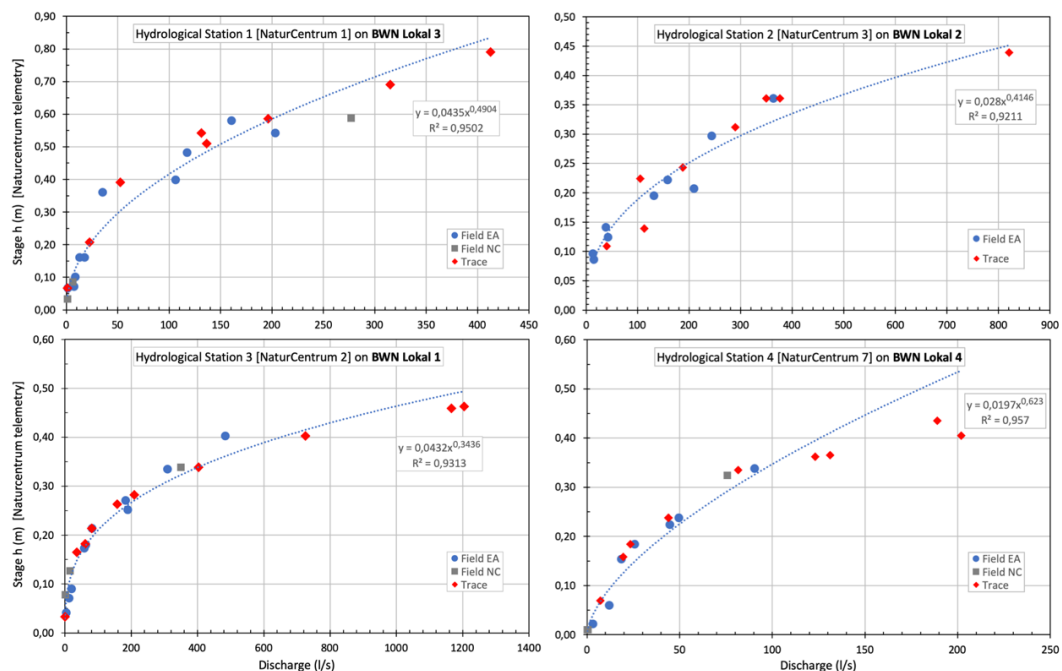 Hydrological Station 1 [NaturCentrum 1] on BWN Lokal 3
0,90
0,80
0,70
0,60
0,50
0,40
0,30
0,20
0,10
0,00
Stage h (m) [Naturcentrum telemetry]
y = 0,0435x^0,4904
R² = 0,9502
Field EA
Field NC
Trace
0 50 100 150 200 250 300 350 400 450
Hydrological Station 2 [NaturCentrum 3] on BWN Lokal 2
0,50
0,45
0,40
0,35
0,30
0,25
0,20
0,15
0,10
0,05
0,00
y = 0,028x^0,4146
R² = 0,9211
Field EA
Trace
0 100 200 300 400 500 600 700 800 900
Hydrological Station 3 [NaturCentrum 2] on BWN Lokal 1
0,60
0,50
0,40
0,30
0,20
0,10
0,00
Stage h (m) [Naturcentrum telemetry]
y = 0,0432x^0,3436
R² = 0,9313
Field EA
Field NC
Trace
0 200 400 600 800 1000 1200 1400
Discharge (l/s)
Hydrological Station 4 [NaturCentrum 7] on BWN Lokal 4
0,60
0,50
0,40
0,30
0,20
0,10
0,00
y = 0,0197x^0,623
R² = 0,957
Field EA
Field NC
Trace
0 50 100 150 200 250
Discharge (l/s)